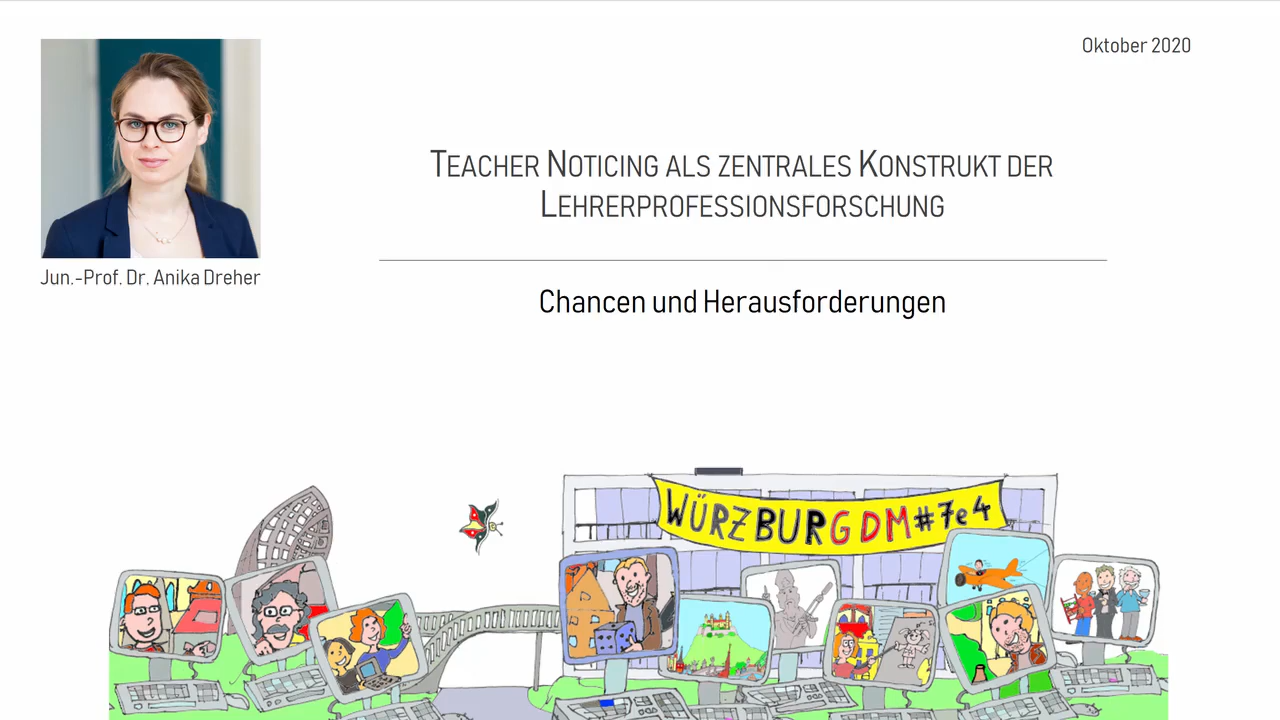 Oktober 2020
TEACHER NOTICING ALS ZENTRALES KONSTRUKT DER
LEHRERPROFESSIONSFORSCHUNG
Jun.-Prof. Dr. Anika Dreher
Chancen und Herausforderungen
WÜRZBURGDM#7e4